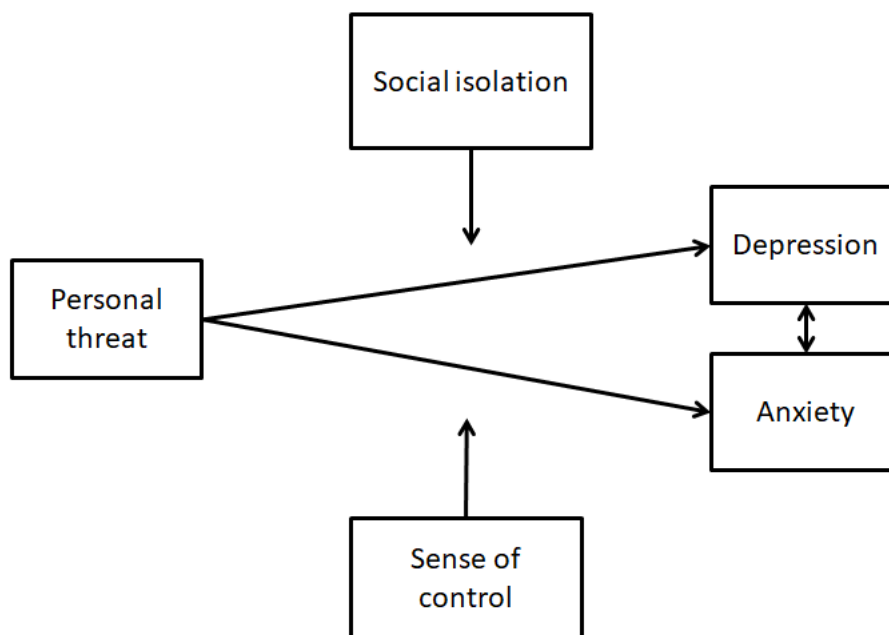 Social isolation
Depression
Personal
threat
Anxiety
Sense of
control